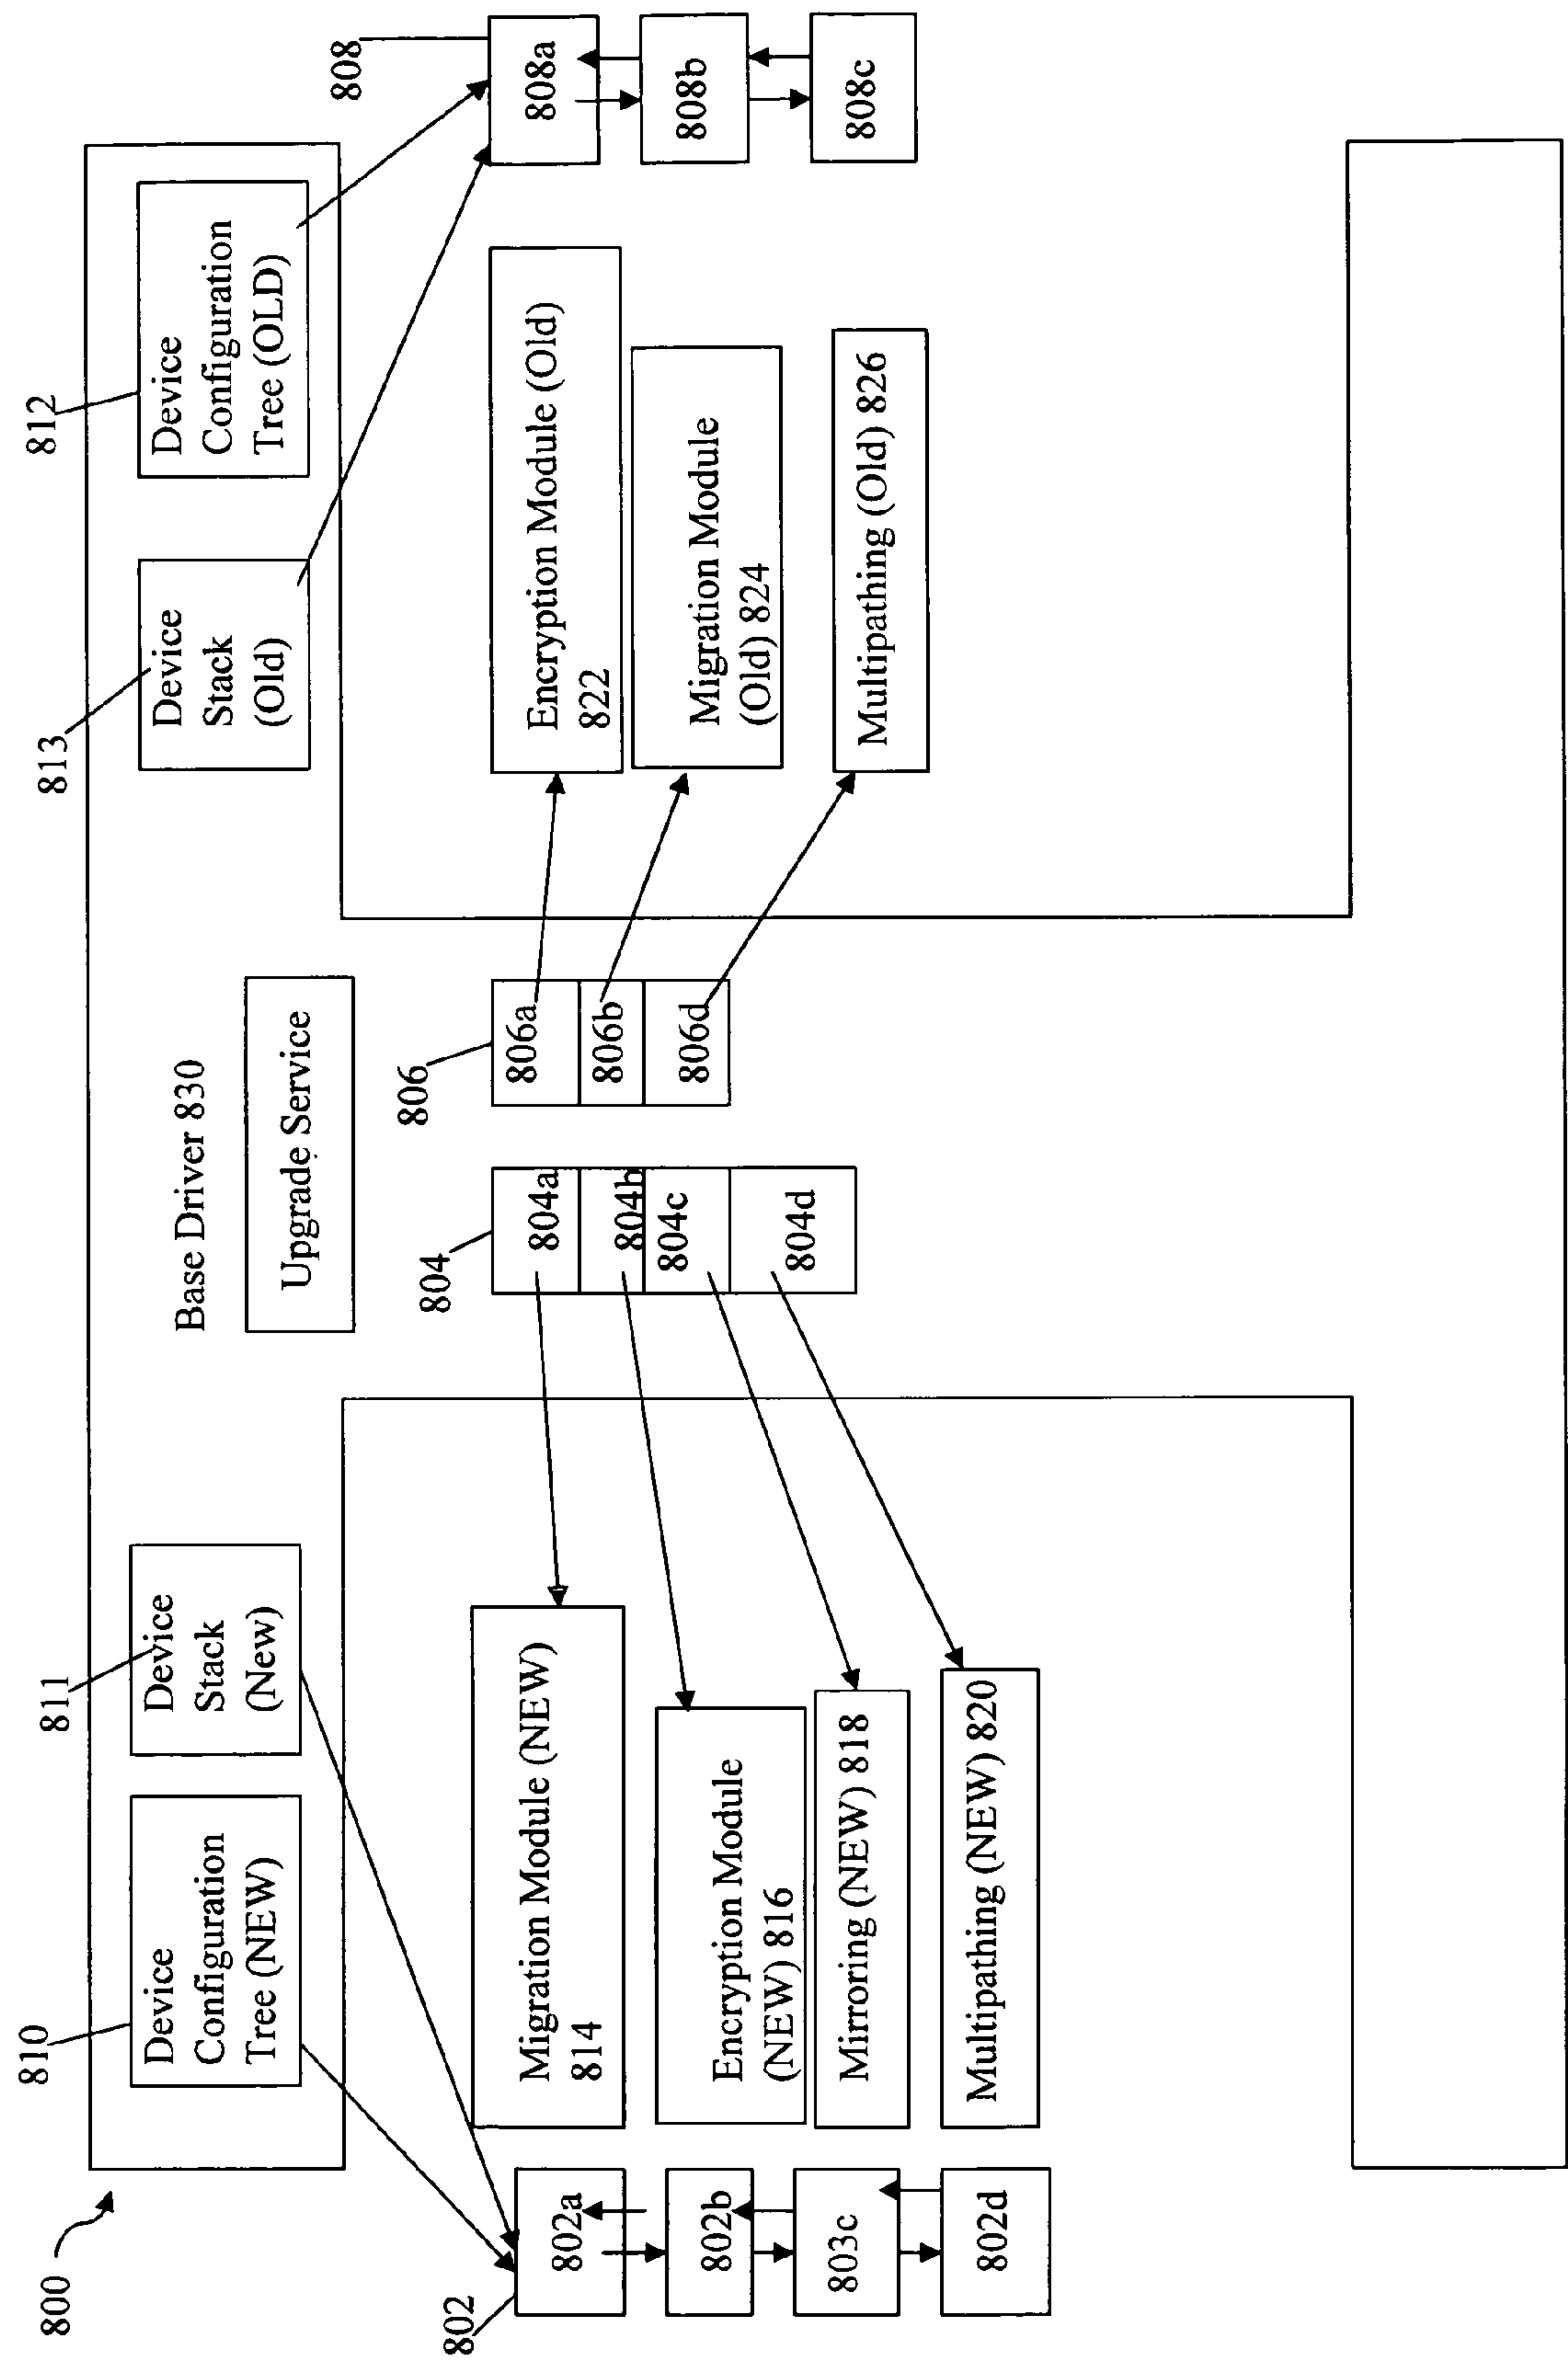 800
810
Device
Configuration
Tree (NEW)
811
Device
Stack
(New)
Base Driver 830
Upgrade Service
813
Device
Stack
(Old)
812
Device
Configuration
Tree (OLD)
802
802a
802b
803c
802d
Migration Module (NEW)
814
Encryption Module
(NEW) 816
Mirroring (NEW) 818
Multipathing (NEW) 820
804
804a
804b
804c
804d
806
806a
806b
806d
Encryption Module (Old)
822
Migration Module
(Old) 824
Multipathing (Old) 826
808
808a
808b
808c